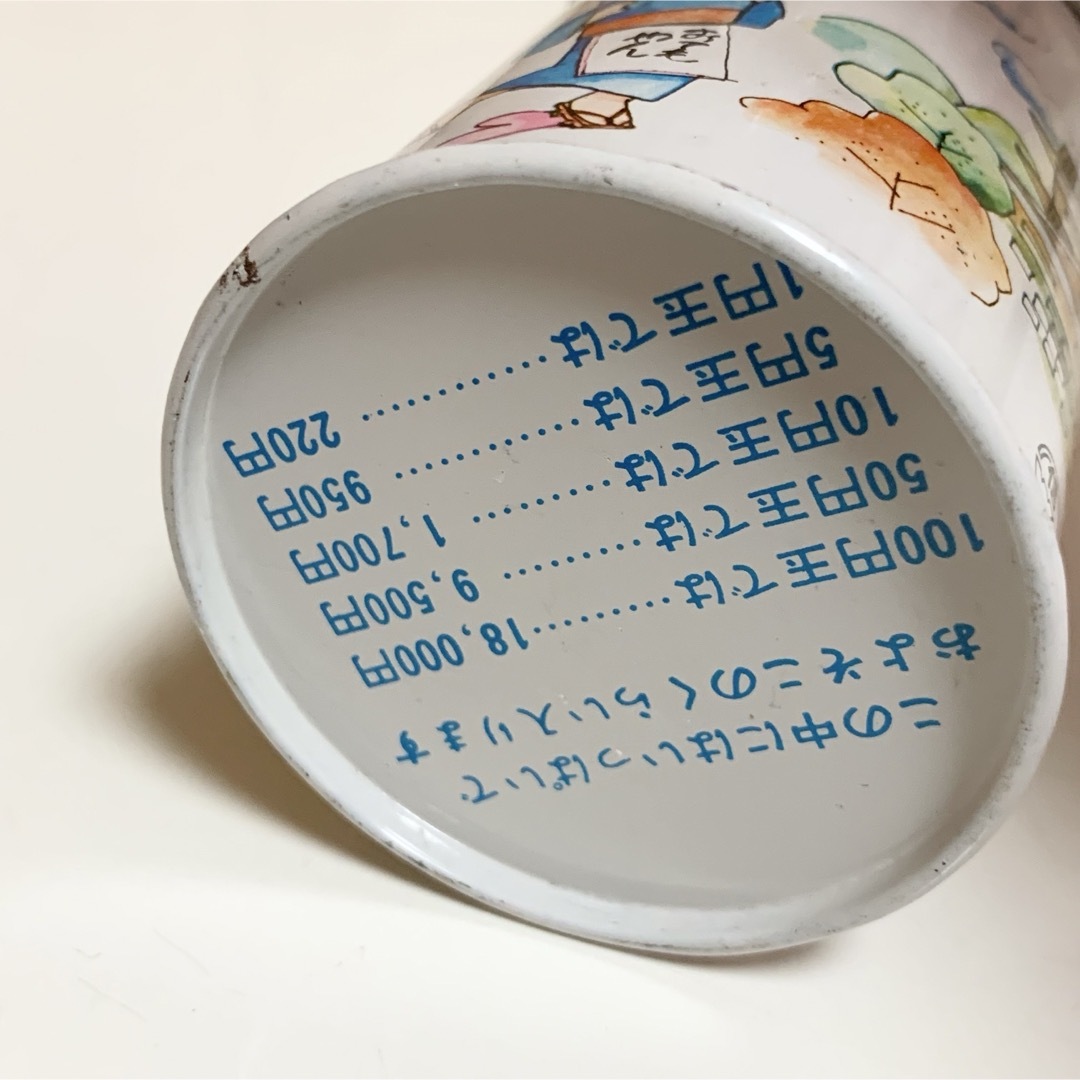 この中にはいっぱいで
およそこのくらい入ります
100円玉では………18,000円
50円玉では………… 9,500円
10円玉では………… 1,700円
5円玉では……………… 950円
1円玉では……………… 220円